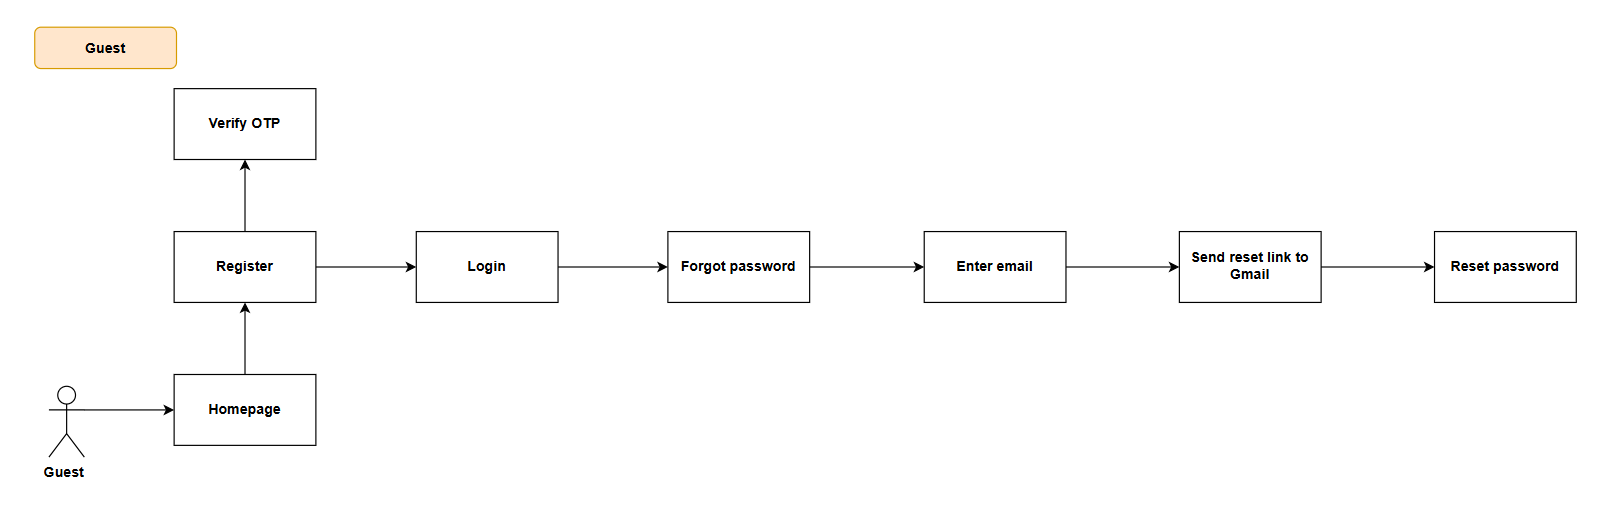 Guest
Verify OTP
Register
Login
Forgot password
Enter email
Send reset link to
Gmail
Reset password
Homepage
Guest